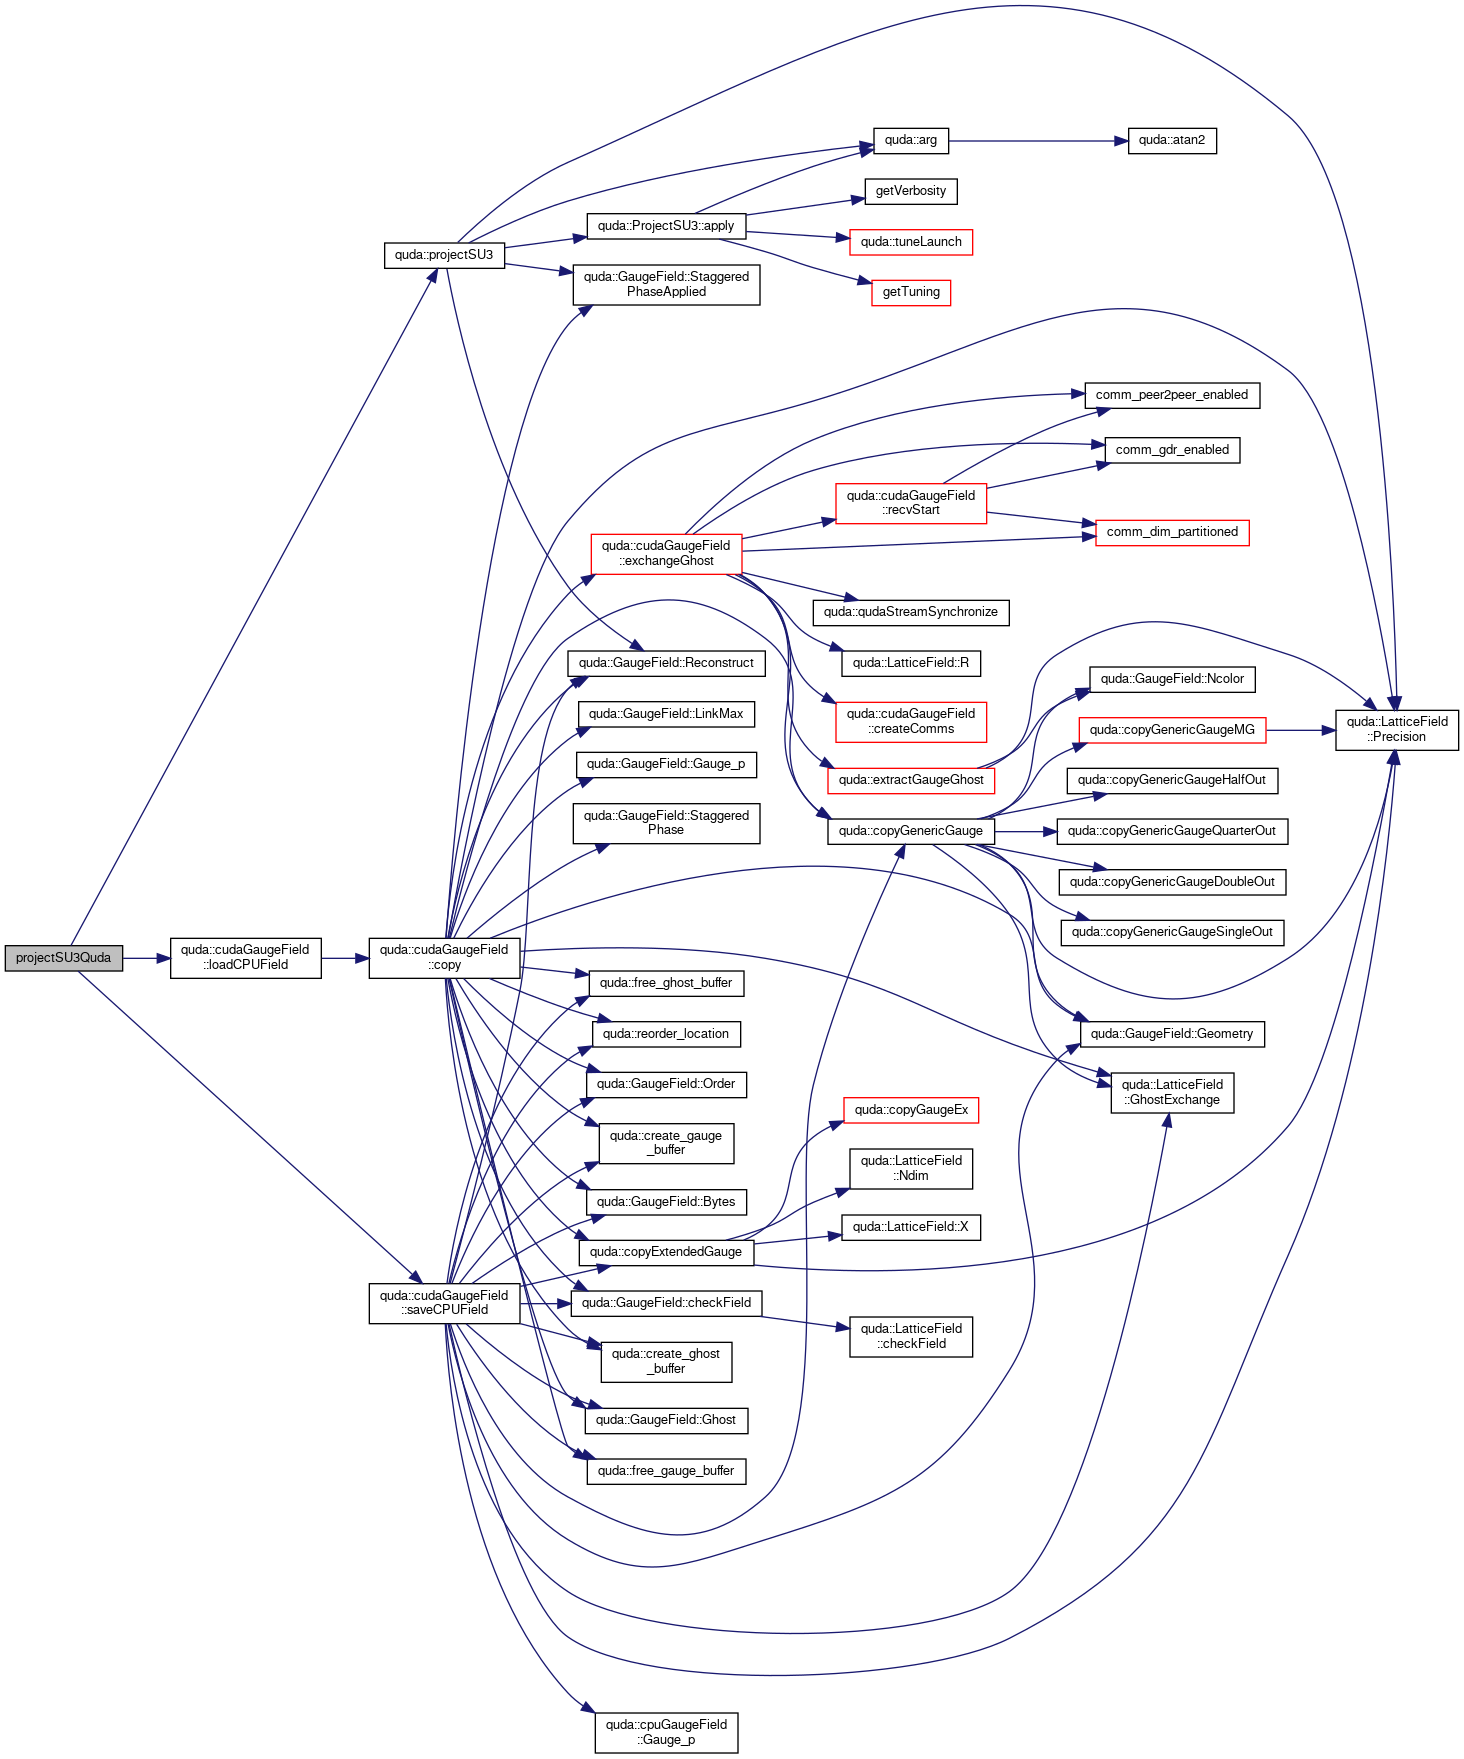 projectSU3Quda
quda::cudaGaugeField
::loadCPUField
quda::projectSU3
quda::cudaGaugeField
::copy
quda::cudaGaugeField
::saveCPUField
quda::ProjectSU3::apply
quda::GaugeField::Staggered
PhaseApplied
quda::cudaGaugeField
::exchangeGhost
quda::GaugeField::Reconstruct
quda::GaugeField::LinkMax
quda::GaugeField::Gauge_p
quda::GaugeField::Staggered
Phase
quda::free_ghost_buffer
quda::reorder_location
quda::GaugeField::Order
quda::create_gauge
_buffer
quda::GaugeField::Bytes
quda::copyExtendedGauge
quda::GaugeField::checkField
quda::create_ghost
_buffer
quda::GaugeField::Ghost
quda::free_gauge_buffer
quda::cpuGaugeField
::Gauge_p
quda::arg
getVerbosity
quda::tuneLaunch
getTuning
quda::cudaGaugeField
::recvStart
quda::qudaStreamSynchronize
quda::LatticeField::R
quda::cudaGaugeField
::createComms
quda::extractGaugeGhost
quda::copyGenericGauge
quda::copyGaugeEx
quda::LatticeField
::Ndim
quda::LatticeField::X
quda::LatticeField
::checkField
quda::atan2
comm_peer2peer_enabled
comm_gdr_enabled
comm_dim_partitioned
quda::GaugeField::Ncolor
quda::copyGenericGaugeMG
quda::copyGenericGaugeHalfOut
quda::copyGenericGaugeQuarterOut
quda::copyGenericGaugeDoubleOut
quda::copyGenericGaugeSingleOut
quda::GaugeField::Geometry
quda::LatticeField
::GhostExchange
quda::LatticeField
::Precision